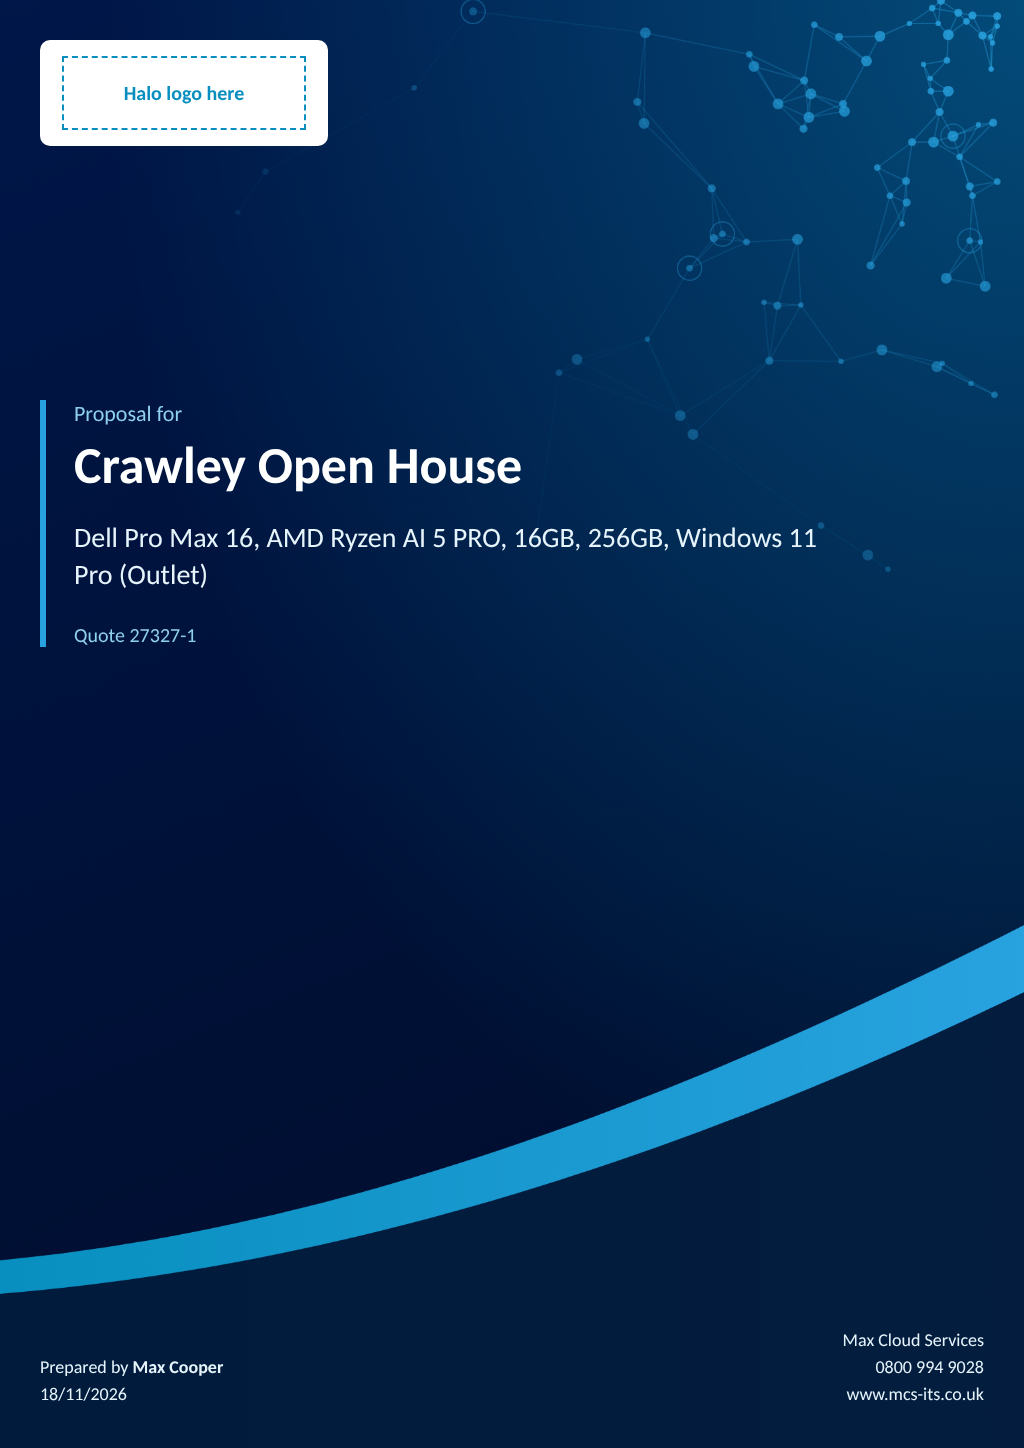 Halo logo here
Proposal for
Crawley Open House
Dell Pro Max 16, AMD Ryzen AI 5 PRO, 16GB, 256GB, Windows 11
Pro (Outlet)
Quote 27327-1
Prepared by Max Cooper
18/11/2026
Max Cloud Services
0800 994 9028
www.mcs-its.co.uk